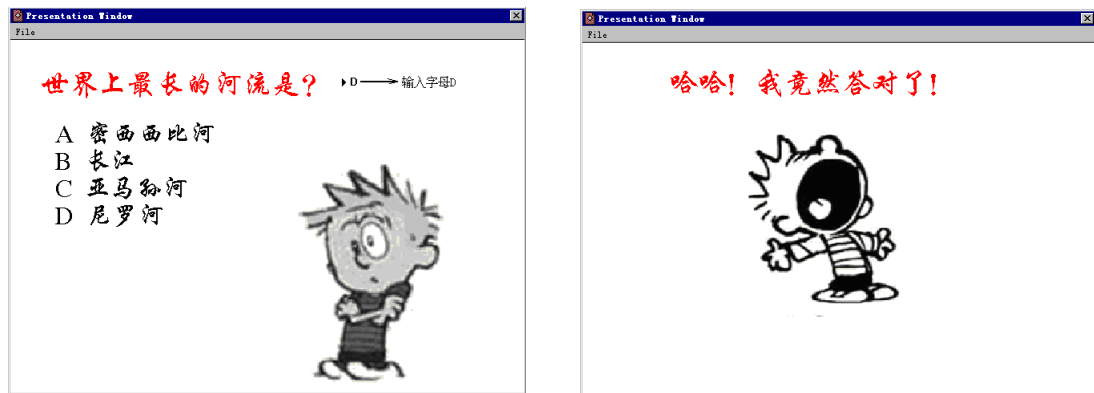 Presentation Window
File
世界上最长的河流是?
D
输入字母D
A 密西西比河
B 长江
C 亚马孙河
D 尼罗河
Presentation Window
File
哈哈! 我竟然答对了!